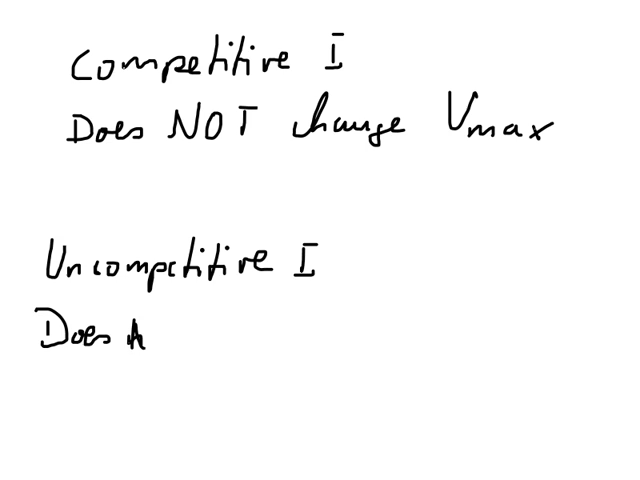 Competitive I
Does NOT change Vmax
Uncompetitive I
Does